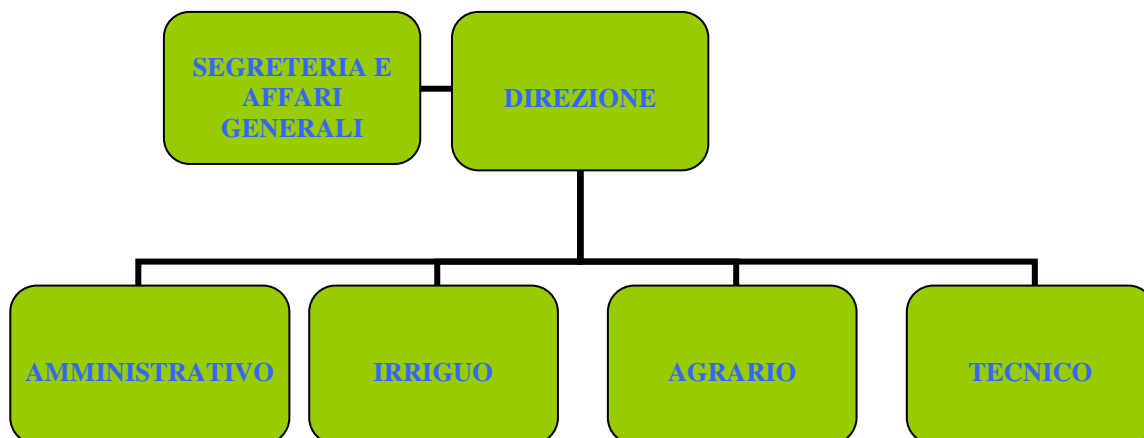 SEGRETERIA E
AFFARI
GENERALI
DIREZIONE
AMMINISTRATIVO
IRRIGUO
AGRARIO
TECNICO